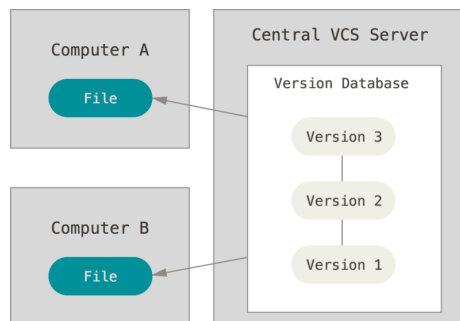 Computer A
File
Computer B
File
Central VCS Server
Version Database
Version 3
Version 2
Version 1